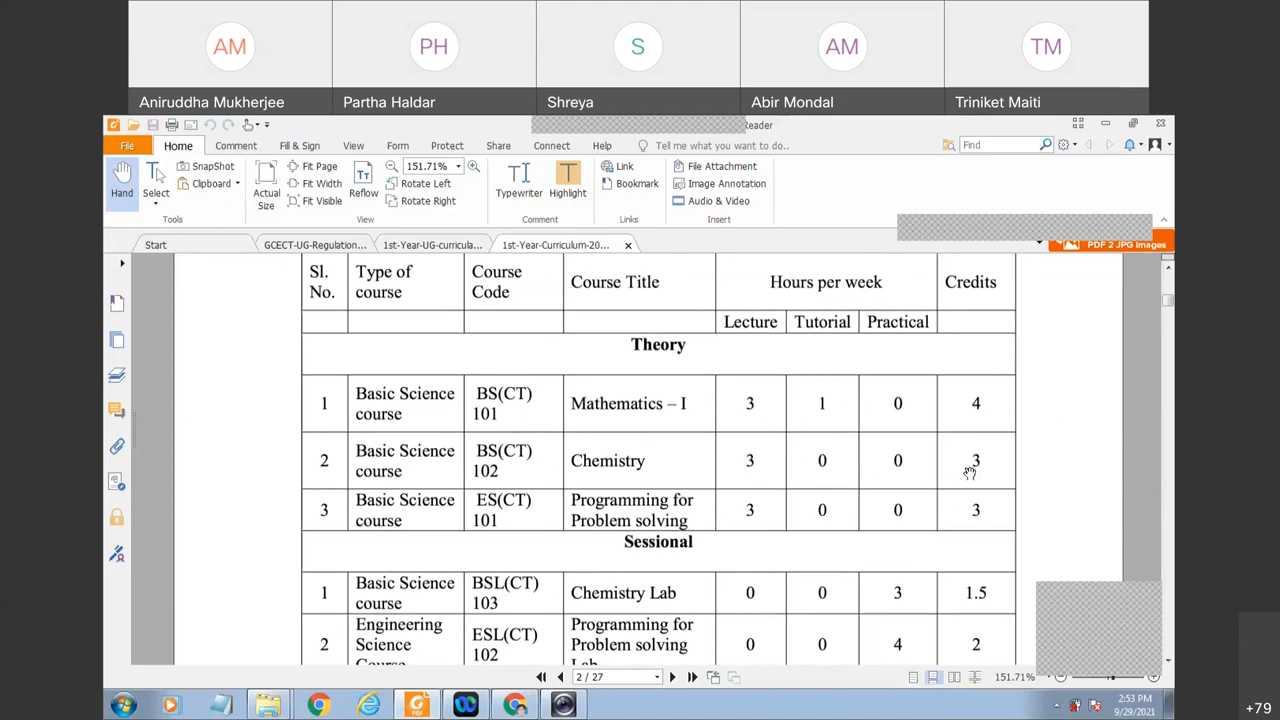 AM PH S AM TM
Aniruddha Mukherjee Partha Haldar Shreya Abir Mondal Triniket Maiti
Reader
File Home Comment Fill & Sign View Form Protect Share Connect Help Tell me what you want to do.. Find
Hand Select SnapShot Clipboard Actual Size Fit Page Fit Width Fit Visible Reflow 151.71% Rotate Left Rotate Right Typewriter Highlight Link Bookmark File Attachment Image Annotation Audio & Video
Tools View Comment Links Insert
Start GCECT-UG-Regulation... 1st-Year-UG-curricula... 1st-Year-Curriculum-20... PDF 2 JPG Images
Sl. No. Type of course Course Code Course Title Hours per week Credits
Lecture Tutorial Practical
Theory
1 Basic Science course BS(CT) 101 Mathematics – I 3 1 0 4
2 Basic Science course BS(CT) 102 Chemistry 3 0 0 3
3 Basic Science course ES(CT) 101 Programming for Problem solving 3 0 0 3
Sessional
1 Basic Science course BSL(CT) 103 Chemistry Lab 0 0 3 1.5
2 Engineering Science Course ESL(CT) 102 Programming for Problem solving Lab 0 0 4 2
2 / 27 151.71%
2:53 PM
9/29/2021
+79